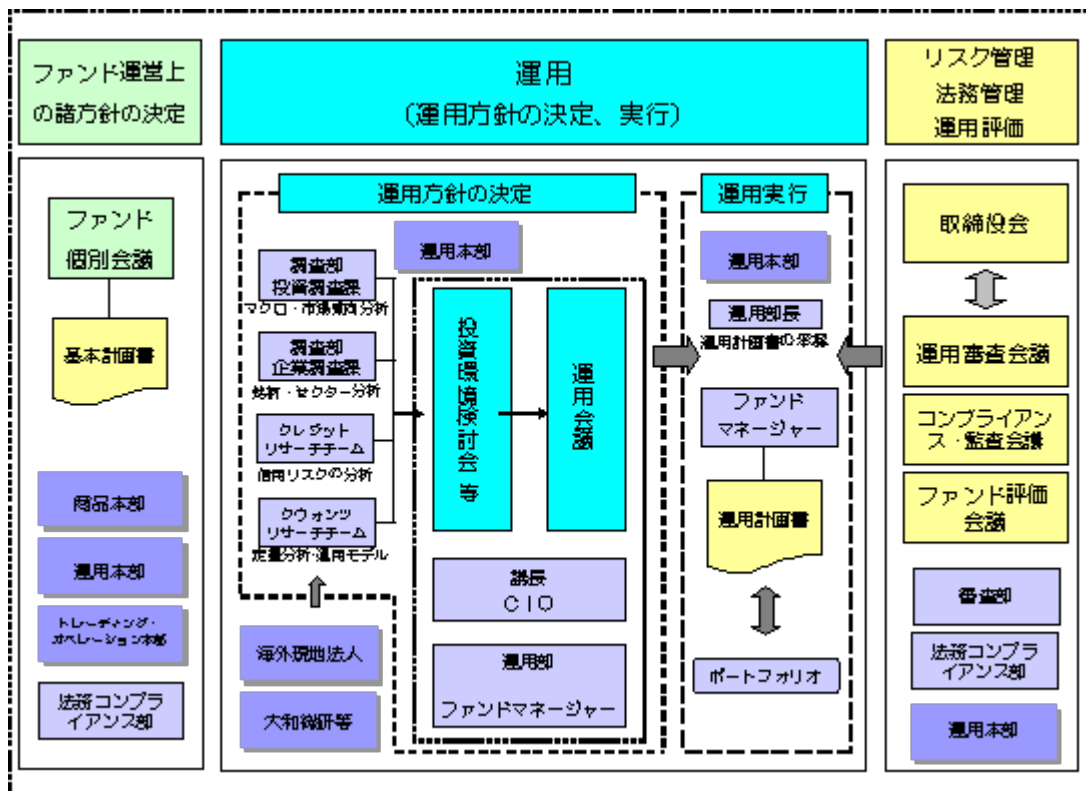 ファンド運営上
の諸方針の決定
運用
(運用方針の決定、実行)
リスク管理
法務管理
運用評価
ファンド
個別会議
基本計画書
商品本部
運用本部
トレーディング・
オペレーション本部
法務コンプラ
イアンス部
運用方針の決定
運用本部
調査部
投資調査課
マクロ・市場動向分析
調査部
企業調査課
銘柄・セクター分析
クレジット
リサーチチーム
信用リスクの分析
クウォンツ
リサーチチーム
定量分析・運用モデル
海外現地法人
大和総研等
投資環境検討会 等
運用会議
議長
CIO
運用部
ファンドマネージャー
運用実行
運用本部
運用部長
運用計画書の承認
ファンド
マネージャー
運用計画書
ポートフォリオ
取締役会
運用審査会議
コンプライアン
ス・監査会議
ファンド評価
会議
審査部
法務コンプラ
イアンス部
運用本部